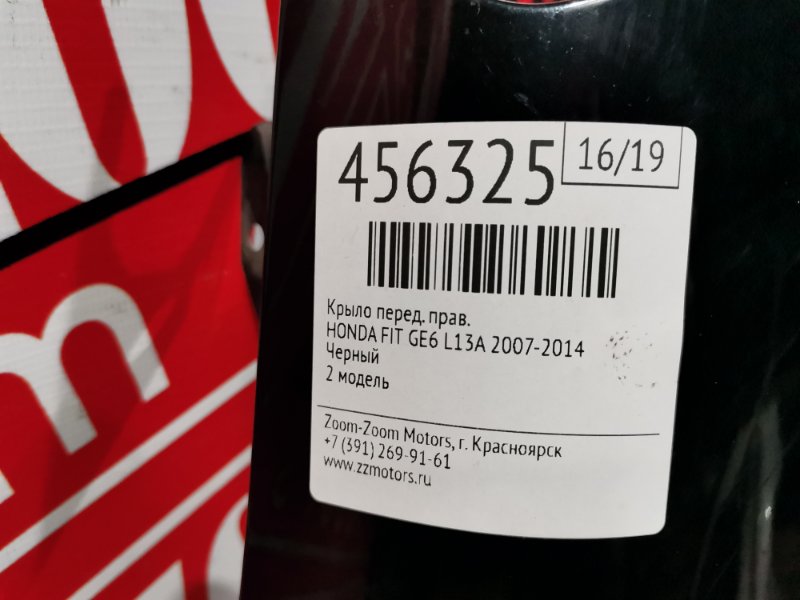 456325
16/19
Крыло перед. прав.
HONDA FIT GE6 L13A 2007-2014
Черный
2 модель
Zoom-Zoom Motors, г. Красноярск
+7 (391) 269-91-61
www.zzmotors.ru